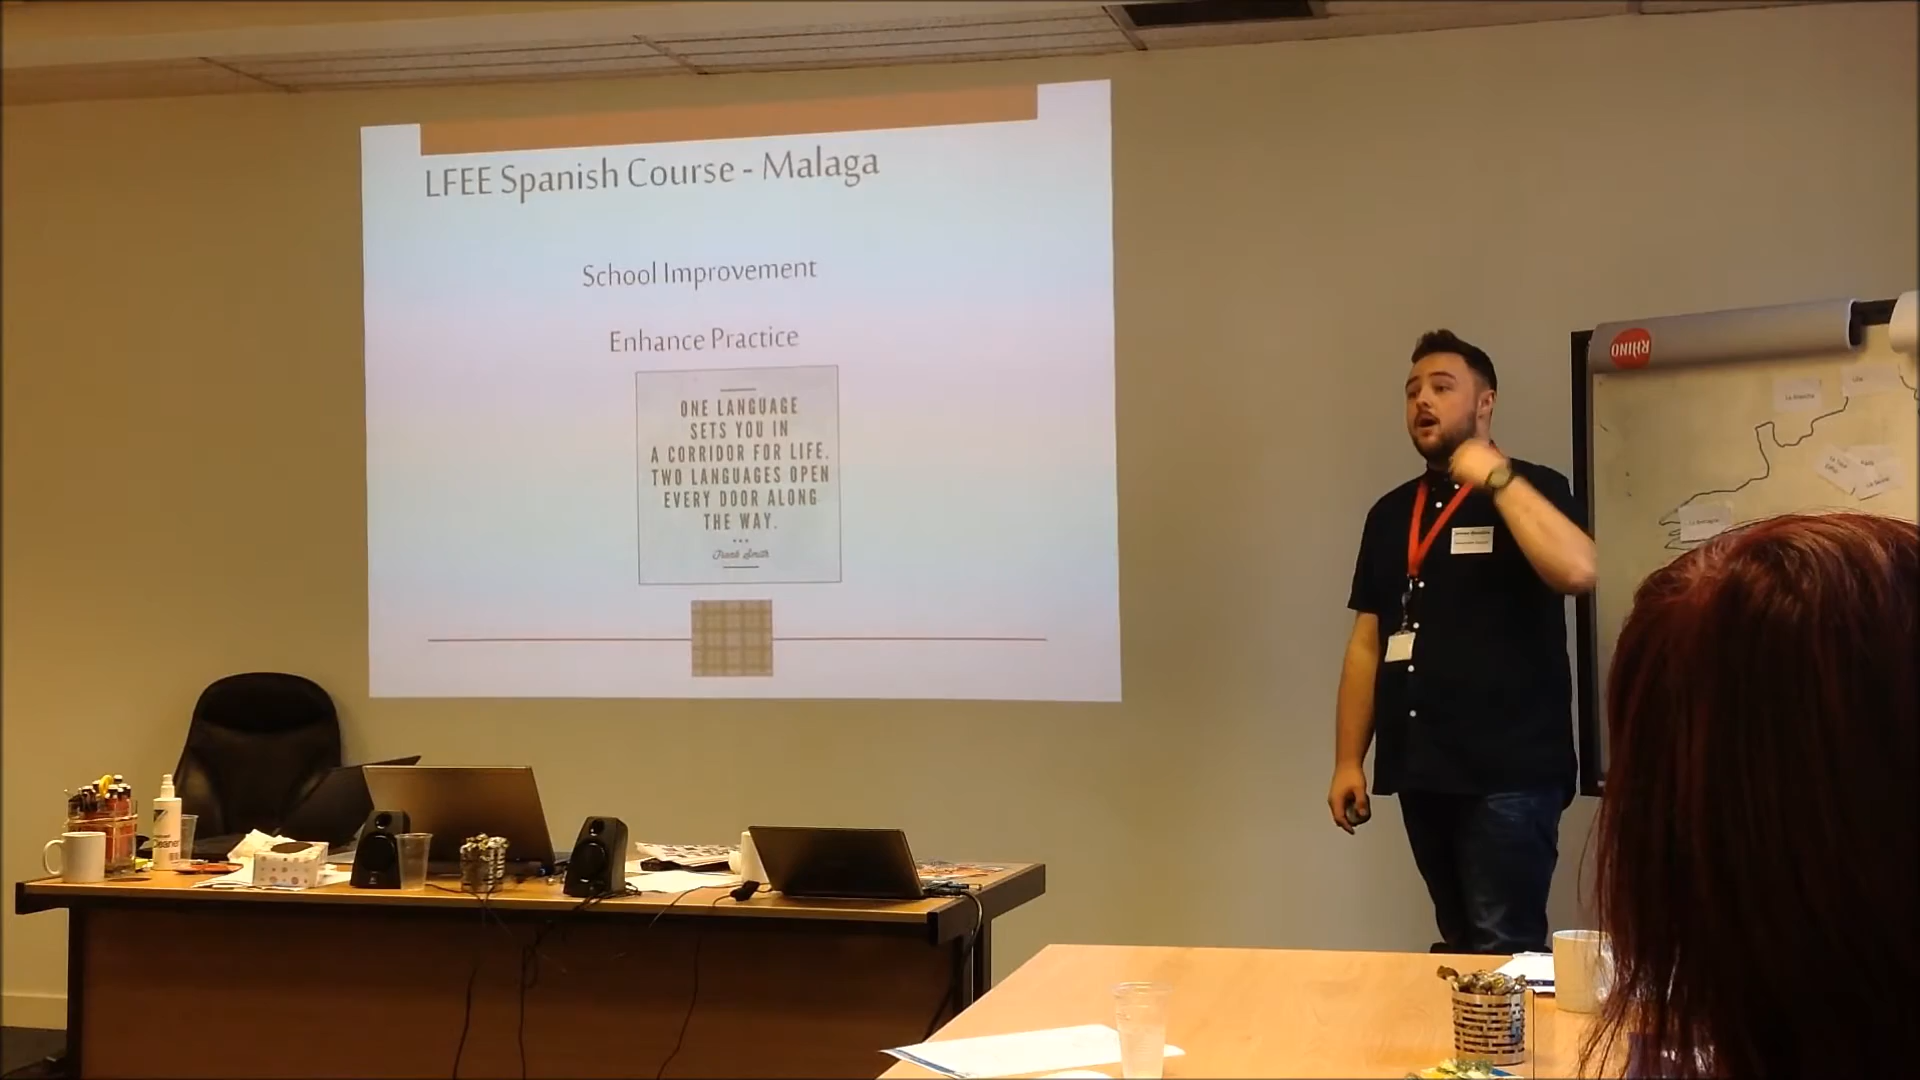 LFEE Spanish Course - Malaga
School Improvement
Enhance Practice
ONE LANGUAGE
SETS YOU IN
A CORRIDOR FOR LIFE.
TWO LANGUAGES OPEN
EVERY DOOR ALONG
THE WAY.
Frank Smith
RHINO